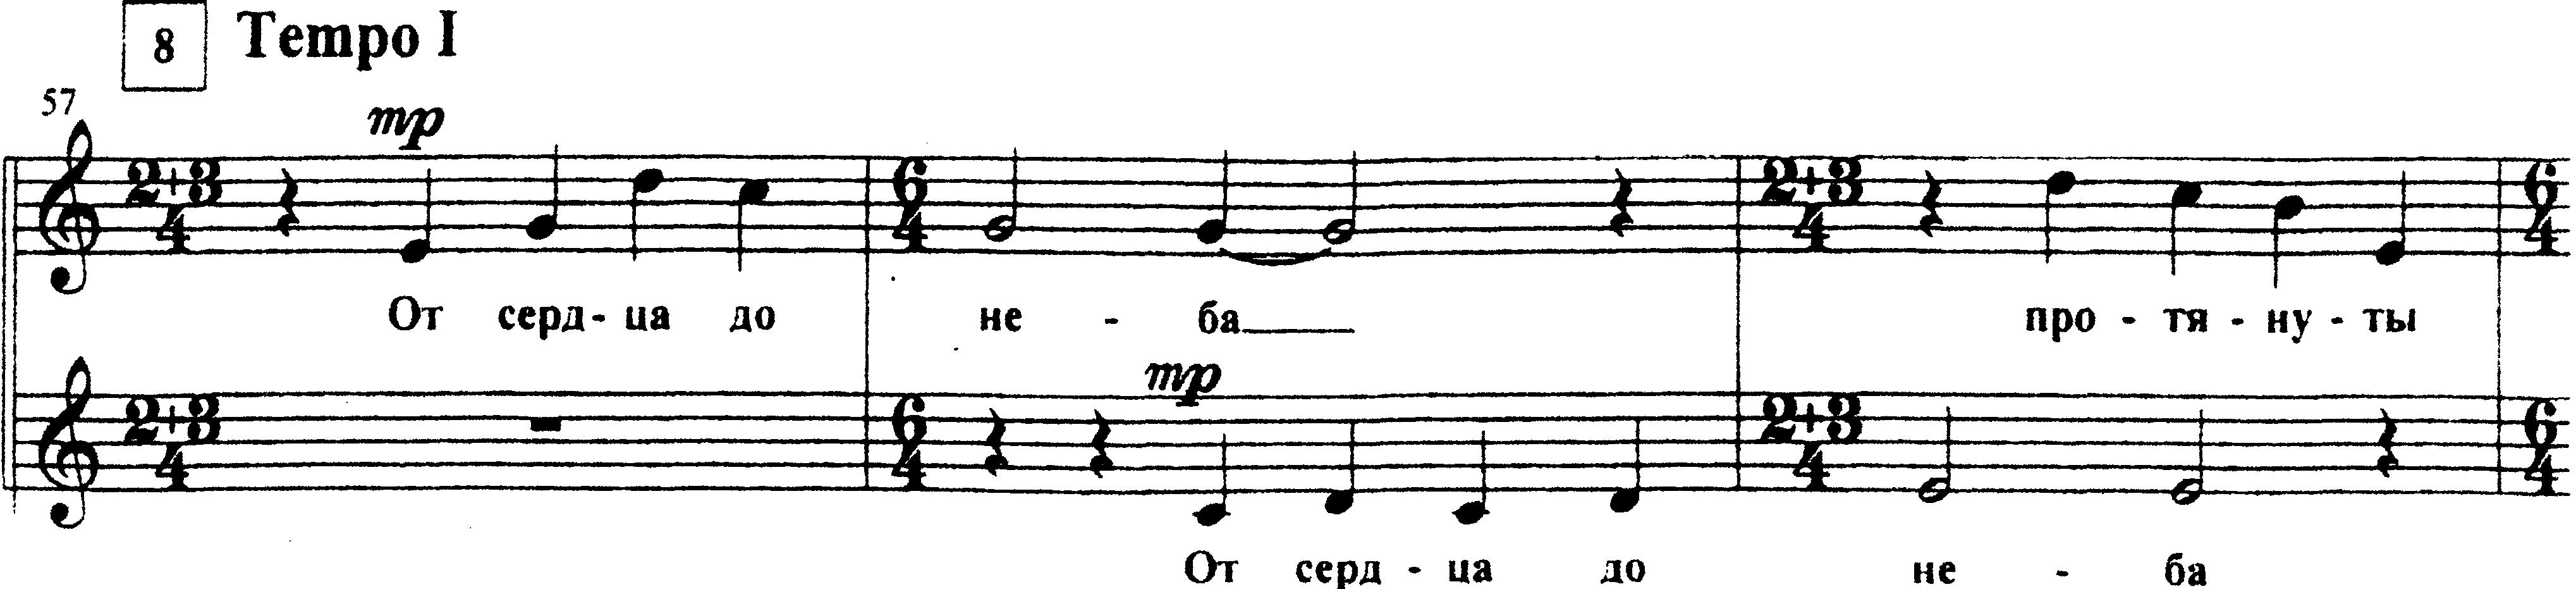 8 Tempo I
57
mp
2+3 6 2+3 6
4 4 4 4
От серд- ца до не - ба про - тя - ну - ты
mp
2+3 6 2+3 6
4 4 4 4
От серд - ца до не - ба